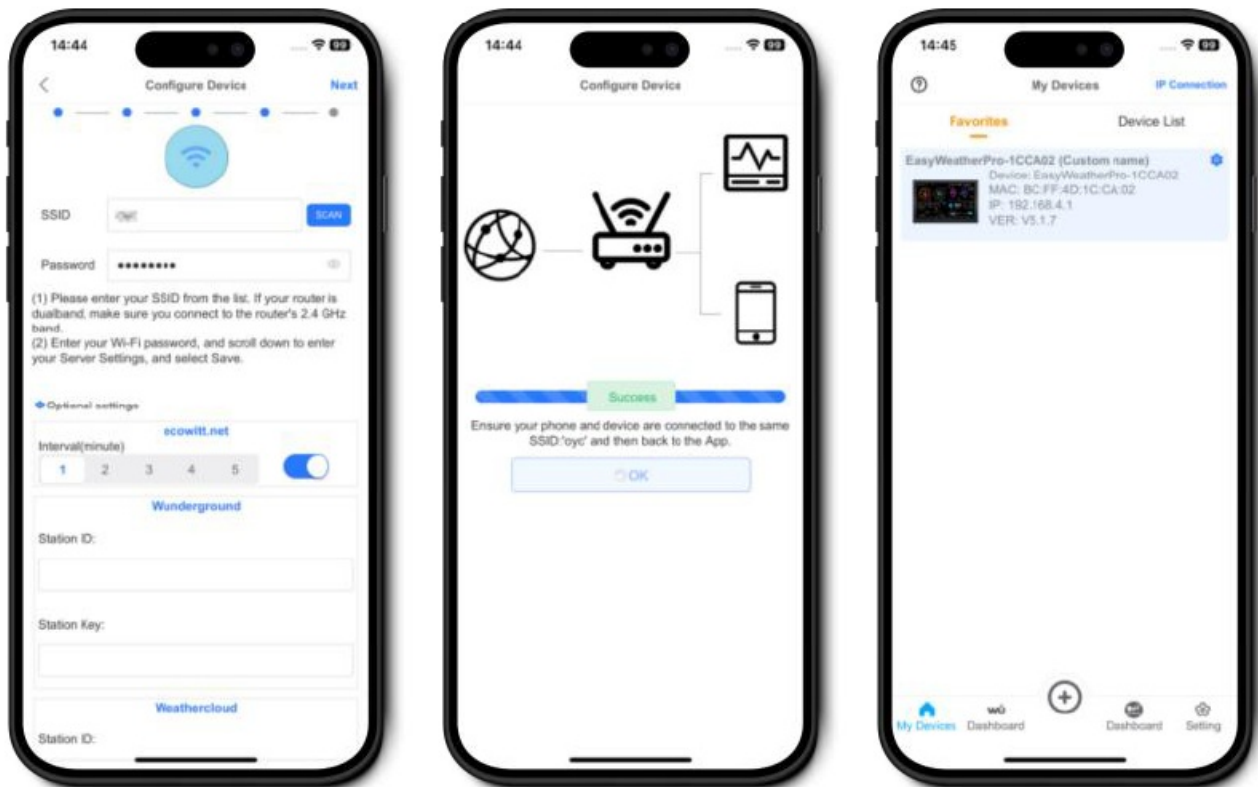 14:44
99
Configure Device
Next
SSID
SCAN
Password
(1) Please enter your SSID from the list. If your router is
dualband, make sure you connect to the router's 2.4 GHz
band.
(2) Enter your Wi-Fi password, and scroll down to enter
your Server Settings, and select Save.
Optional settings
ecowitt.net
Interval(minute)
1 2 3 4 5
Wunderground
Station ID:
Station Key:
Weathercloud
Station ID:
14:44
99
Configure Device
Success
Ensure your phone and device are connected to the same
SSID:'oyc' and then back to the App.
OK
14:45
99
My Devices
IP Connection
Favorites
Device List
EasyWeatherPro-1CCA02 (Custom name)
Device: EasyWeatherPro-1CCA02
MAC: BC:FF:4D:1C:CA:02
IP: 192.168.4.1
VER: V5.1.7
My Devices
wu
Dashboard
Dashboard
Setting